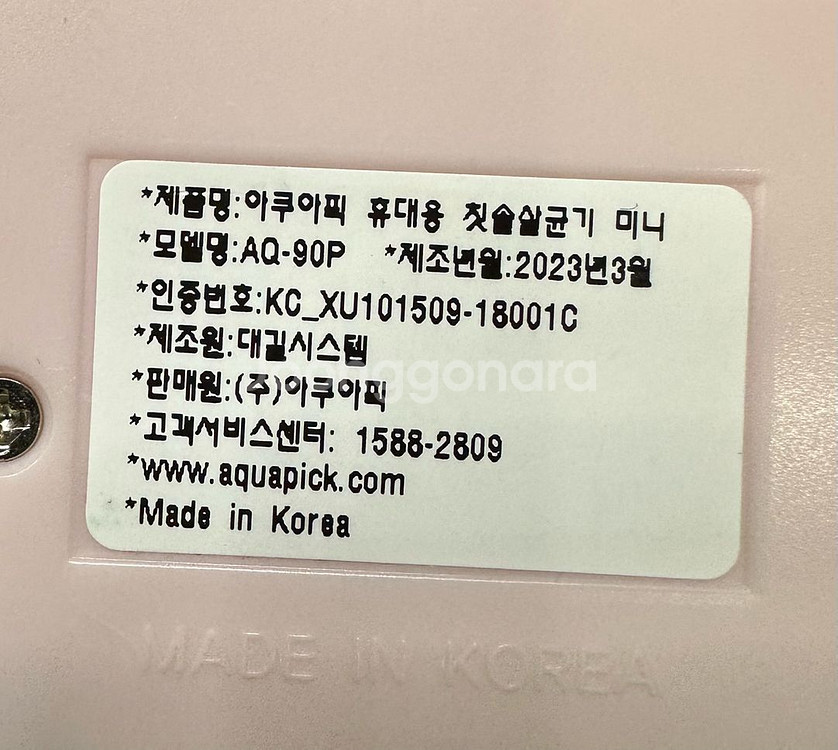 *제품명:아쿠아픽 휴대용 칫솔살균기 미니
*모델명:AQ-90P *제조년월:2023년3월
*인증번호:KC_XU101509-18001C
*제조원:대길시스템
*판매원:(주)아쿠아픽
*고객서비스센터: 1588-2809
*www.aquapick.com
*Made in Korea
MADE IN KOREA